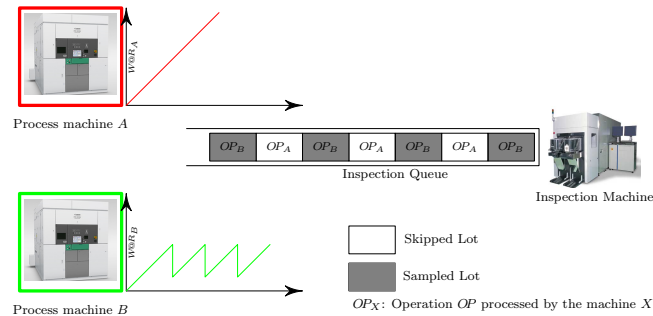 W@R_A
Process machine A
OP_B OP_A OP_B OP_A OP_B OP_A OP_B
Inspection Queue
Inspection Machine
W@R_B
Skipped Lot
Sampled Lot
Process machine B
OP_X: Operation OP processed by the machine X